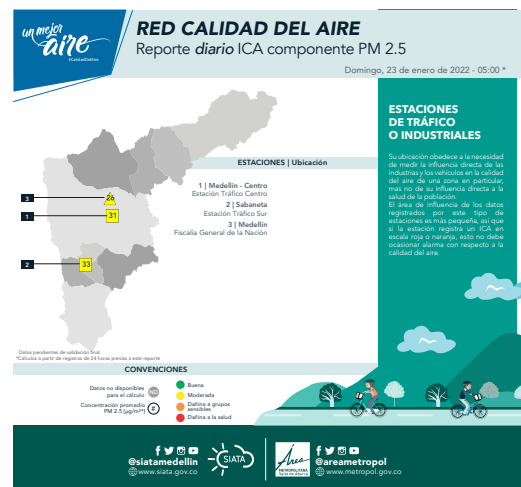 un mejor
aire
#CalidadDelAire
RED CALIDAD DEL AIRE
Reporte diario ICA componente PM 2.5
Domingo, 23 de enero de 2022 - 05:00 *
ESTACIONES | Ubicación
1 | Medellín - Centro
Estación Tráfico Centro
2 | Sabaneta
Estación Tráfico Sur
3 | Medellín
Fiscalía General de la Nación
3
26
1
31
2
33
ESTACIONES
DE TRÁFICO
O INDUSTRIALES
Su ubicación obedece a la necesidad
de medir la influencia directa de las
industrias y los vehículos en la calidad
del aire de una zona en particular,
mas no de su influencia directa a la
salud de la población.
El área de influencia de los datos
registrados por este tipo de
estaciones es más pequeña, así que
si la estación registra un ICA en
escala roja o naranja, esto no debe
ocasionar alarma con respecto a la
calidad del aire.
Datos pendientes de validación final.
*Cálculos a partir de registros de 24 horas previas a este reporte
CONVENCIONES
Datos no disponibles
para el cálculo
Concentración promedio
PM 2.5 [µg/m³]
#
Buena
Moderada
Dañina a grupos
sensibles
Dañina a la salud
@siatamedellin
www.siata.gov.co
SIATA
Área
METROPOLITANA
Valle de Aburrá
@areametropol
www.metropol.gov.co